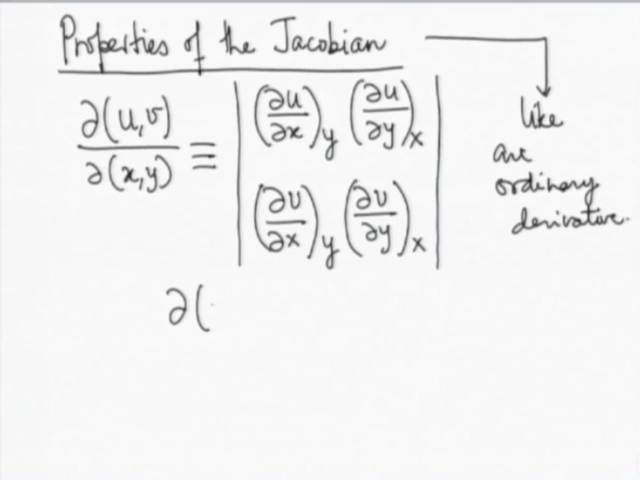 Properties of the Jacobian
∂(u,v)/∂(x,y) ≡ | (∂u/∂x)_y (∂u/∂y)_x |
| (∂v/∂x)_y (∂v/∂y)_x |
like
an
ordinary
derivative.
∂(